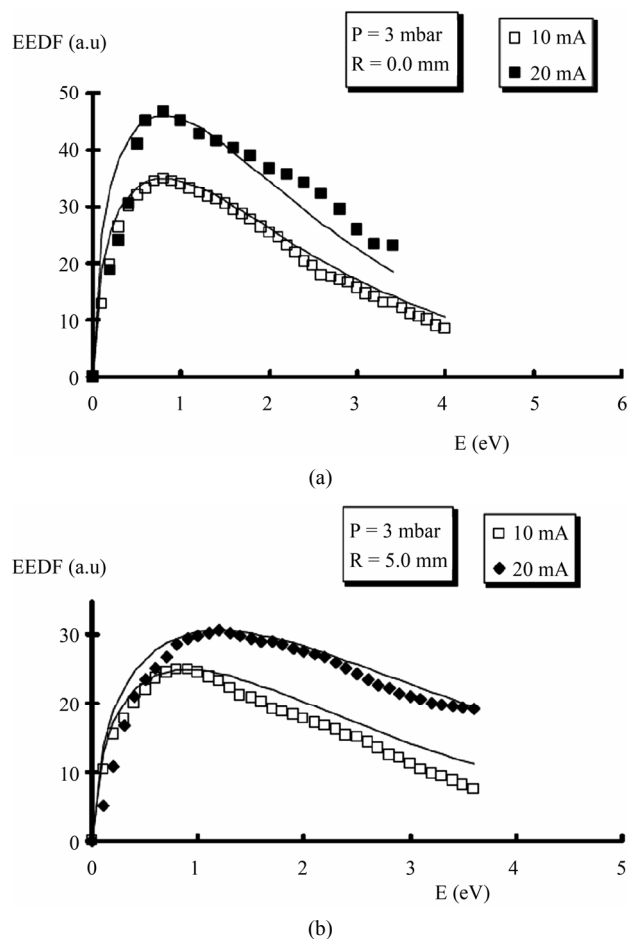 EEDF (a.u)
P = 3 mbar
R = 0.0 mm
10 mA
20 mA
50
40
30
20
10
0
0 1 2 3 4 5 6
E (eV)
(a)
EEDF (a.u)
P = 3 mbar
R = 5.0 mm
10 mA
20 mA
30
20
10
0
0 1 2 3 4 5
E (eV)
(b)